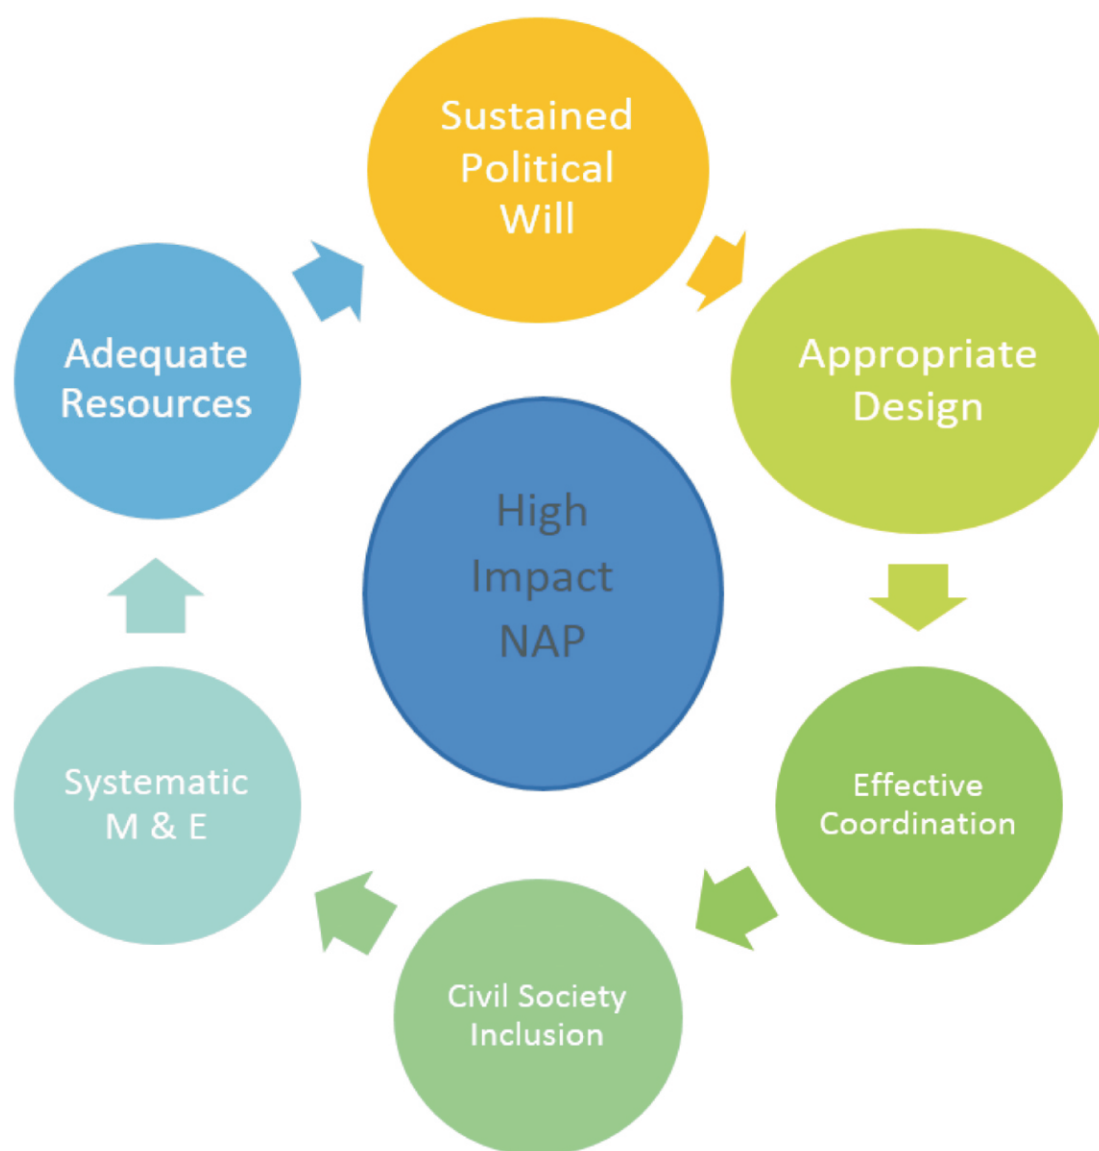 Sustained
Political
Will
Appropriate
Design
Effective
Coordination
Civil Society
Inclusion
Systematic
M & E
Adequate
Resources
High
Impact
NAP